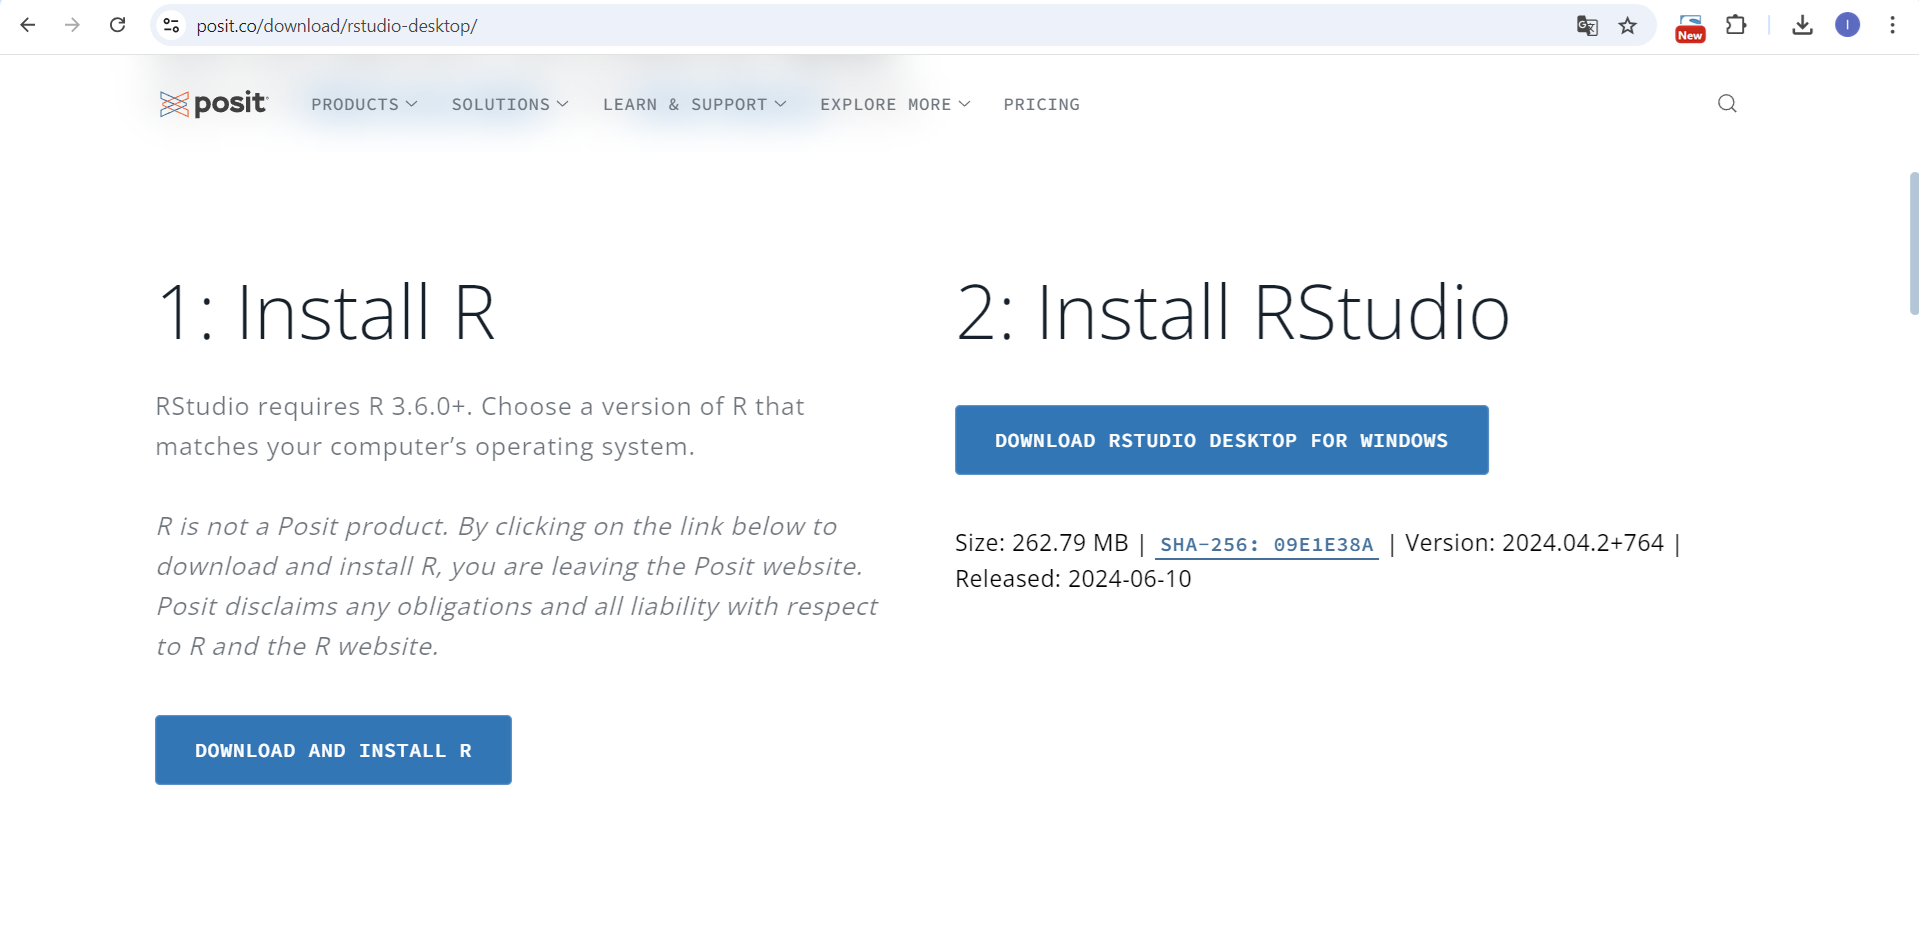 posit.co/download/rstudio-desktop/
New
I
posit
PRODUCTS
SOLUTIONS
LEARN & SUPPORT
EXPLORE MORE
PRICING
1: Install R
RStudio requires R 3.6.0+. Choose a version of R that
matches your computer’s operating system.
R is not a Posit product. By clicking on the link below to
download and install R, you are leaving the Posit website.
Posit disclaims any obligations and all liability with respect
to R and the R website.
DOWNLOAD AND INSTALL R
2: Install RStudio
DOWNLOAD RSTUDIO DESKTOP FOR WINDOWS
Size: 262.79 MB | SHA-256: 09E1E38A | Version: 2024.04.2+764 |
Released: 2024-06-10